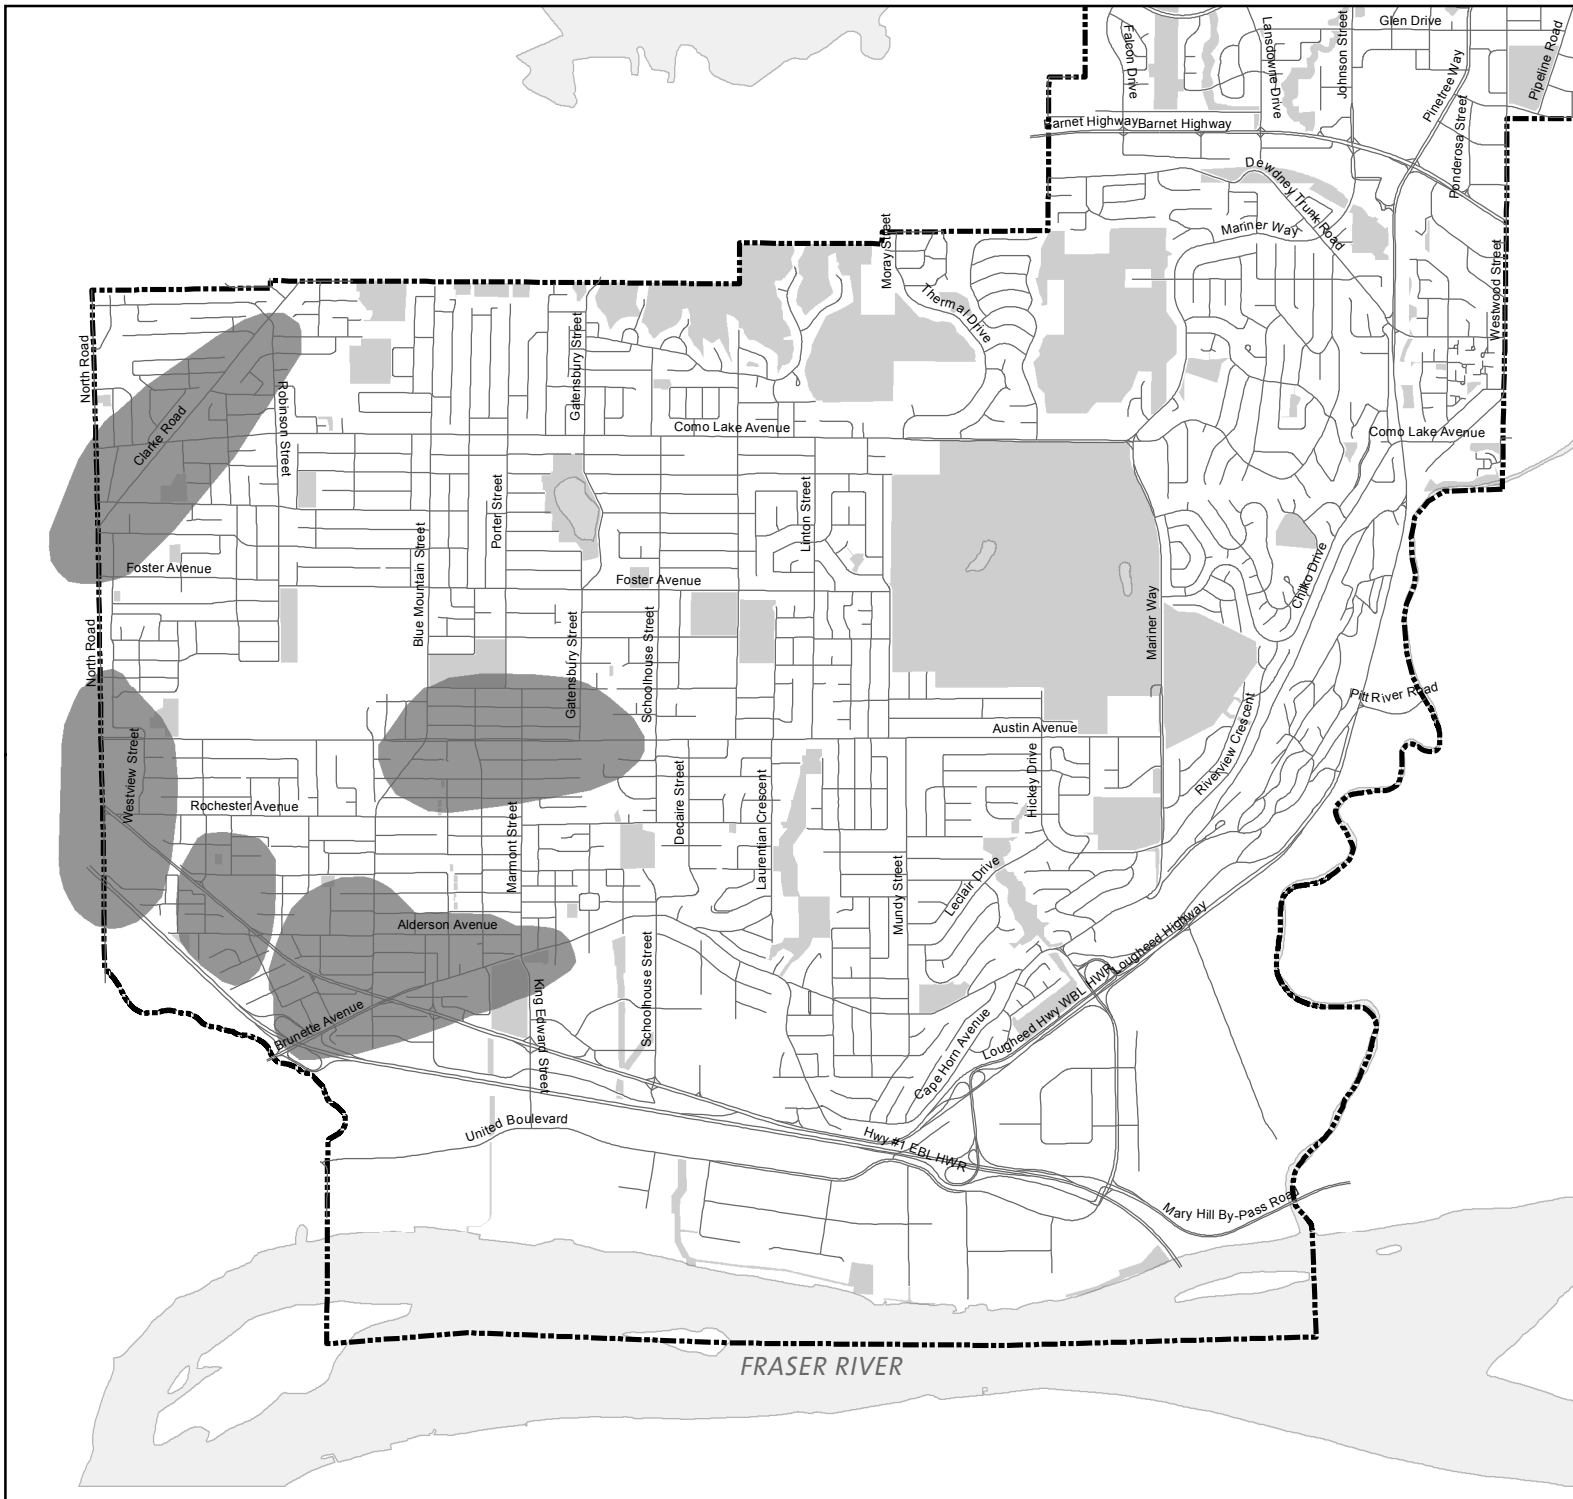 Glen Drive
Falcon Drive
Lansdowne Drive
Johnson Street
Pinetree Way
Pipeline Road
Ponderosa Street
Barnet Highway
Barnet Highway
Dewdney Trunk Road
Mariner Way
Moray Street
Westwood Street
Thermal Drive
North Road
Gatensbury Street
Robinson Street
Clarke Road
Como Lake Avenue
Como Lake Avenue
Porter Street
Linton Street
Blue Mountain Street
Foster Avenue
Foster Avenue
Chilko Drive
Mariner Way
North Road
Gatensbury Street
Schoolhouse Street
Pitt River Road
Austin Avenue
Riverview Crescent
Westview Street
Hickey Drive
Decaire Street
Laurentian Crescent
Rochester Avenue
Marmont Street
Mundy Street
Leclair Drive
Alderson Avenue
Lougheed Highway
Schoolhouse Street
King Edward Street
Brunette Avenue
Lougheed Hwy WBL HWR
Cape Horn Avenue
United Boulevard
Hwy #1 EBL HWR
Mary Hill By-Pass Road
FRASER RIVER